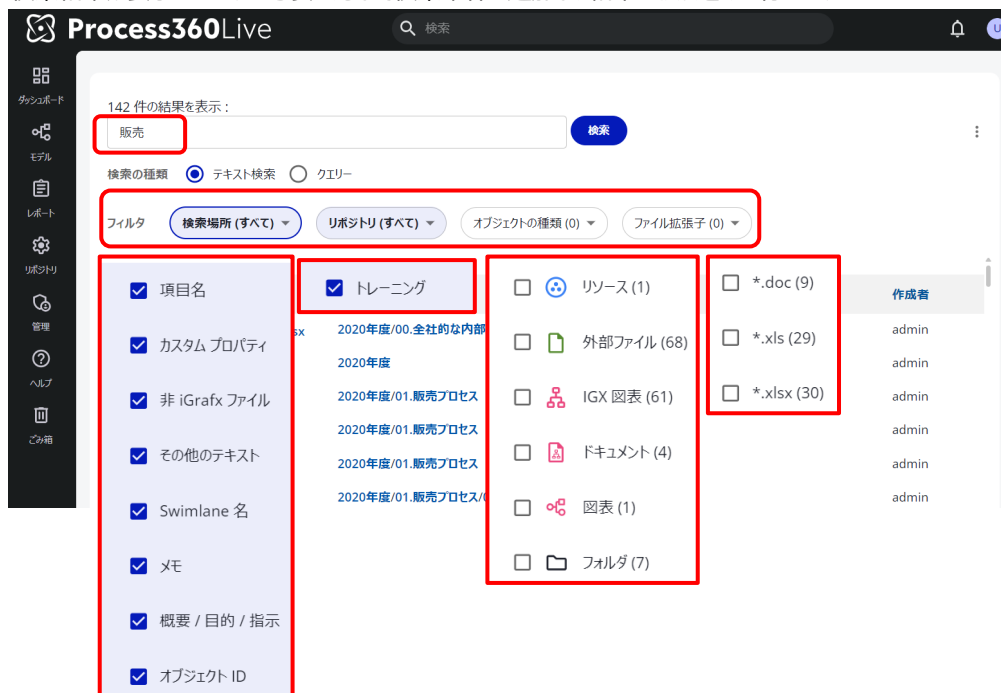 Process360Live
検索
U
ダッシュボード
モデル
レポート
リポジトリ
管理
ヘルプ
ごみ箱
142 件の結果を表示 :
販売
検索
検索の種類 テキスト検索 クエリー
フィルタ 検索場所 (すべて) リポジトリ (すべて) オブジェクトの種類 (0) ファイル拡張子 (0)
項目名
カスタム プロパティ
非 iGrafx ファイル
その他のテキスト
Swimlane 名
メモ
概要 / 目的 / 指示
オブジェクト ID
トレーニング
リソース (1)
外部ファイル (68)
IGX 図表 (61)
ドキュメント (4)
図表 (1)
フォルダ (7)
*.doc (9)
*.xls (29)
*.xlsx (30)
作成者
sx 2020年度/00.全社的な内部 admin
2020年度 admin
2020年度/01.販売プロセス admin
2020年度/01.販売プロセス admin
2020年度/01.販売プロセス admin
2020年度/01.販売プロセス/ admin